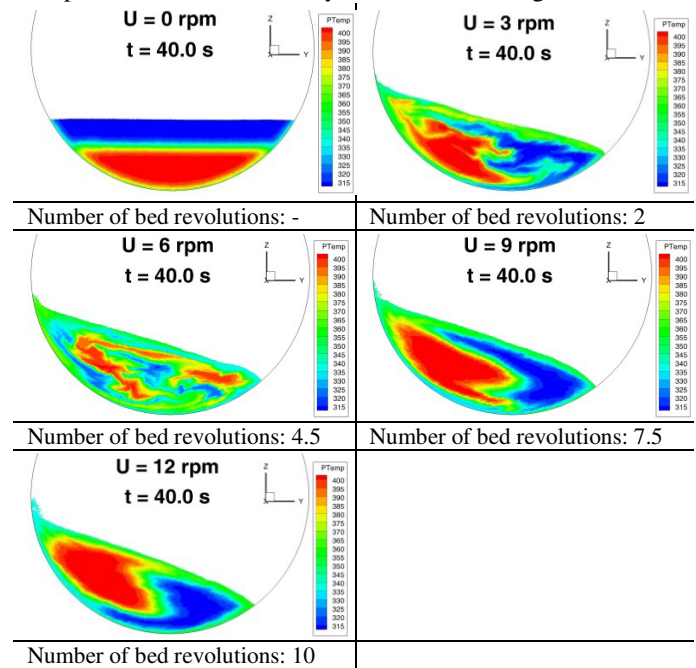 U = 0 rpm
t = 40.0 s
Z
X
Y
PTemp
400
395
390
385
380
375
370
365
360
355
350
345
340
335
330
325
320
315
U = 3 rpm
t = 40.0 s
Z
X
Y
PTemp
400
395
390
385
380
375
370
365
360
355
350
345
340
335
330
325
320
315
Number of bed revolutions: -
Number of bed revolutions: 2
U = 6 rpm
t = 40.0 s
Z
X
Y
PTemp
400
395
390
385
380
375
370
365
360
355
350
345
340
335
330
325
320
315
U = 9 rpm
t = 40.0 s
Z
X
Y
PTemp
400
395
390
385
380
375
370
365
360
355
350
345
340
335
330
325
320
315
Number of bed revolutions: 4.5
Number of bed revolutions: 7.5
U = 12 rpm
t = 40.0 s
Z
X
Y
PTemp
400
395
390
385
380
375
370
365
360
355
350
345
340
335
330
325
320
315
Number of bed revolutions: 10